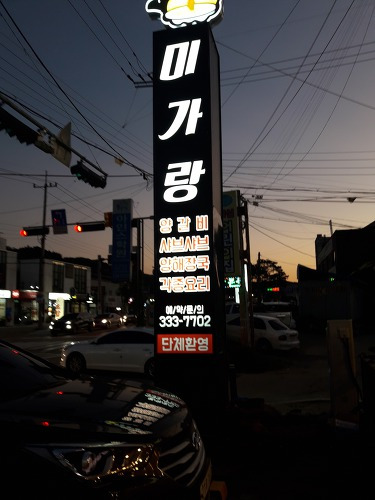 미가랑
양갈비
샤브샤브
양해장국
각종요리
예/약/문/의
333-7702
단체환영